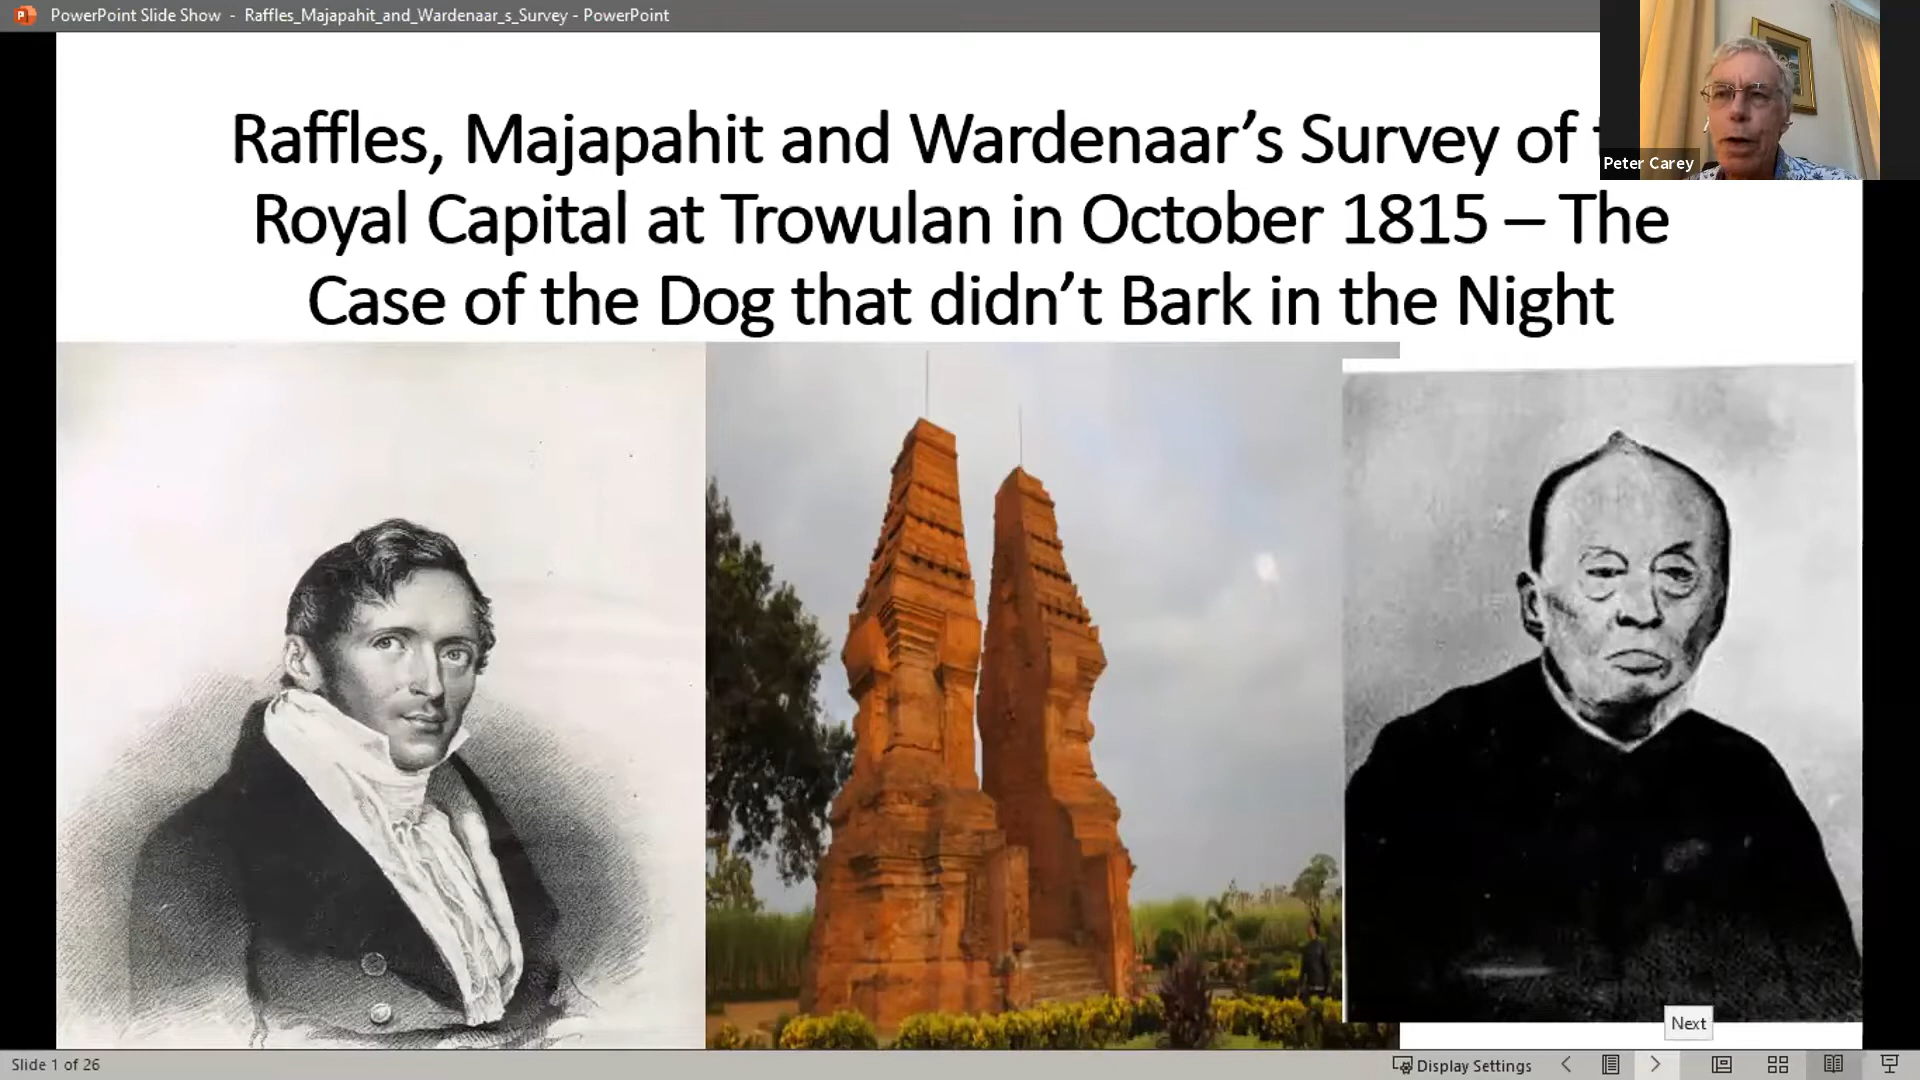 PowerPoint Slide Show - Raffles_Majapahit_and_Wardenaar_s_Survey - PowerPoint
Raffles, Majapahit and Wardenaar’s Survey of
Royal Capital at Trowulan in October 1815 – The
Case of the Dog that didn’t Bark in the Night
Peter Carey
Next
Slide 1 of 26
Display Settings